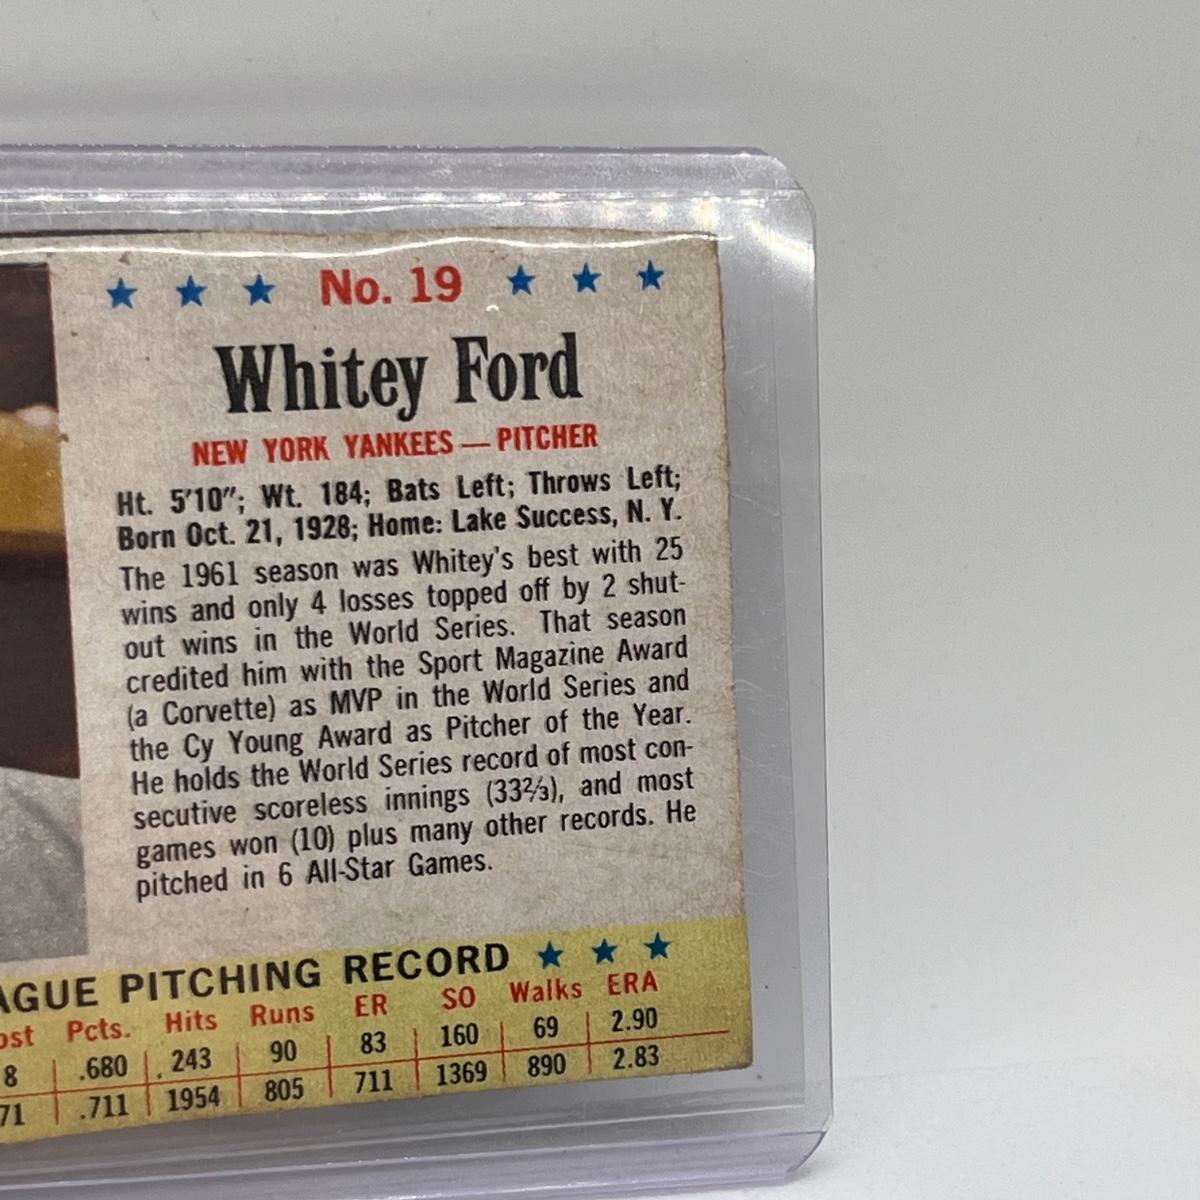 No. 19
Whitey Ford
NEW YORK YANKEES — PITCHER
Ht. 5'10"; Wt. 184; Bats Left; Throws Left;
Born Oct. 21, 1928; Home: Lake Success, N. Y.
The 1961 season was Whitey's best with 25
wins and only 4 losses topped off by 2 shut-
out wins in the World Series. That season
credited him with the Sport Magazine Award
(a Corvette) as MVP in the World Series and
the Cy Young Award as Pitcher of the Year.
He holds the World Series record of most con-
secutive scoreless innings (33⅔), and most
games won (10) plus many other records. He
pitched in 6 All-Star Games.
PITCHING RECORD
Pcts. Hits Runs ER SO Walks ERA
8 .680 243 90 83 160 69 2.90
71 .711 1954 805 711 1369 890 2.83